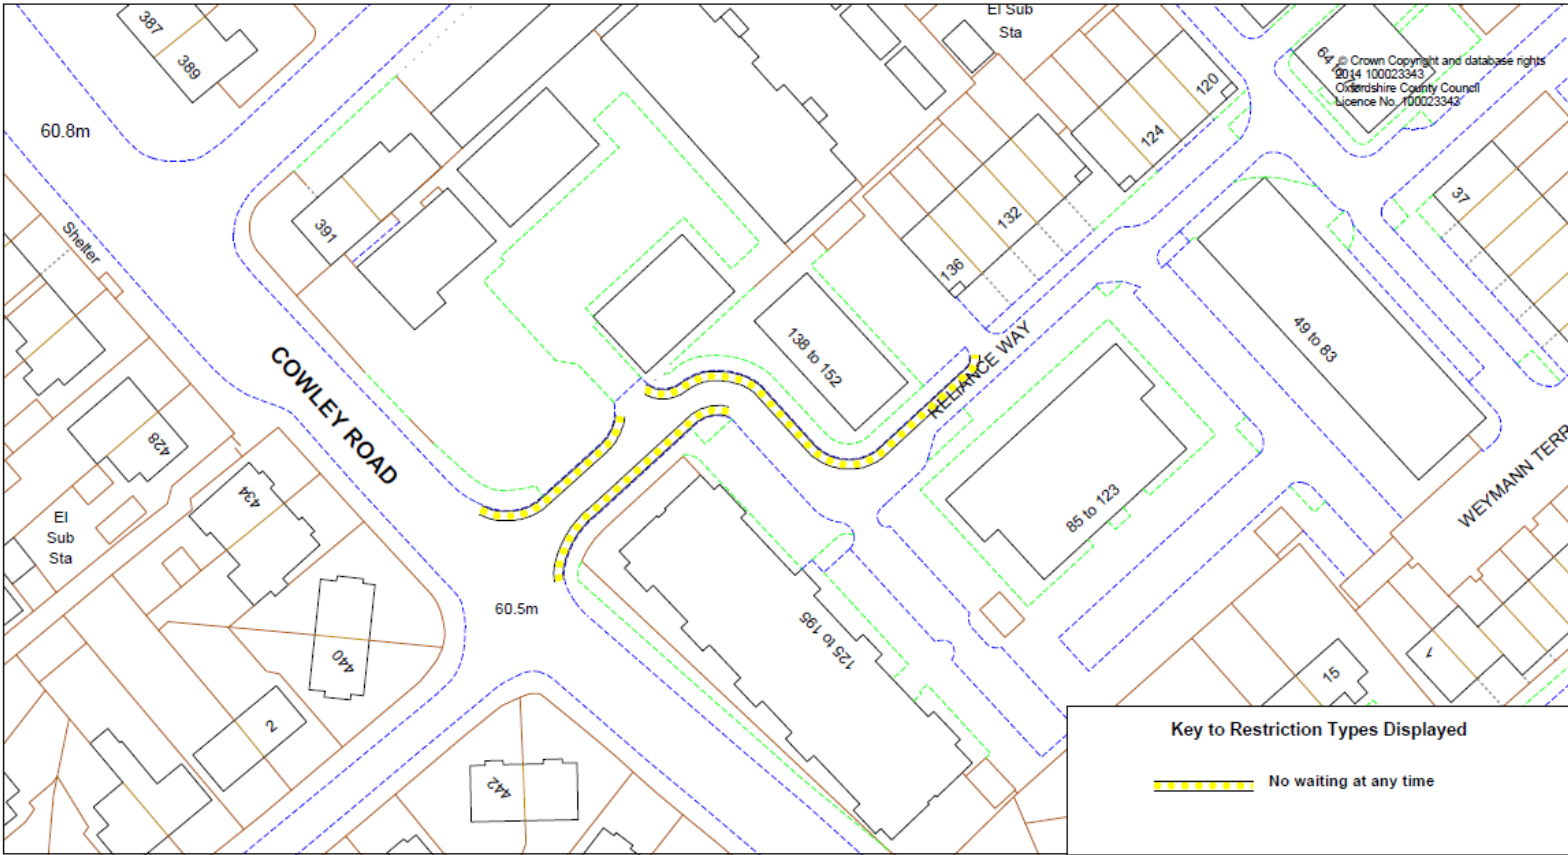 387
389
60.8m
El Sub
Sta
© Crown Copyright and database rights
2014 100023343
Oxfordshire County Council
Licence No. 100023343
120
124
132
136
37
391
Shelter
COWLEY ROAD
138 to 152
RELIANCE WAY
49 to 83
428
434
El
Sub
Sta
85 to 123
WEYMANN TERR
60.5m
125 to 195
440
2
442
15
1
Key to Restriction Types Displayed
No waiting at any time